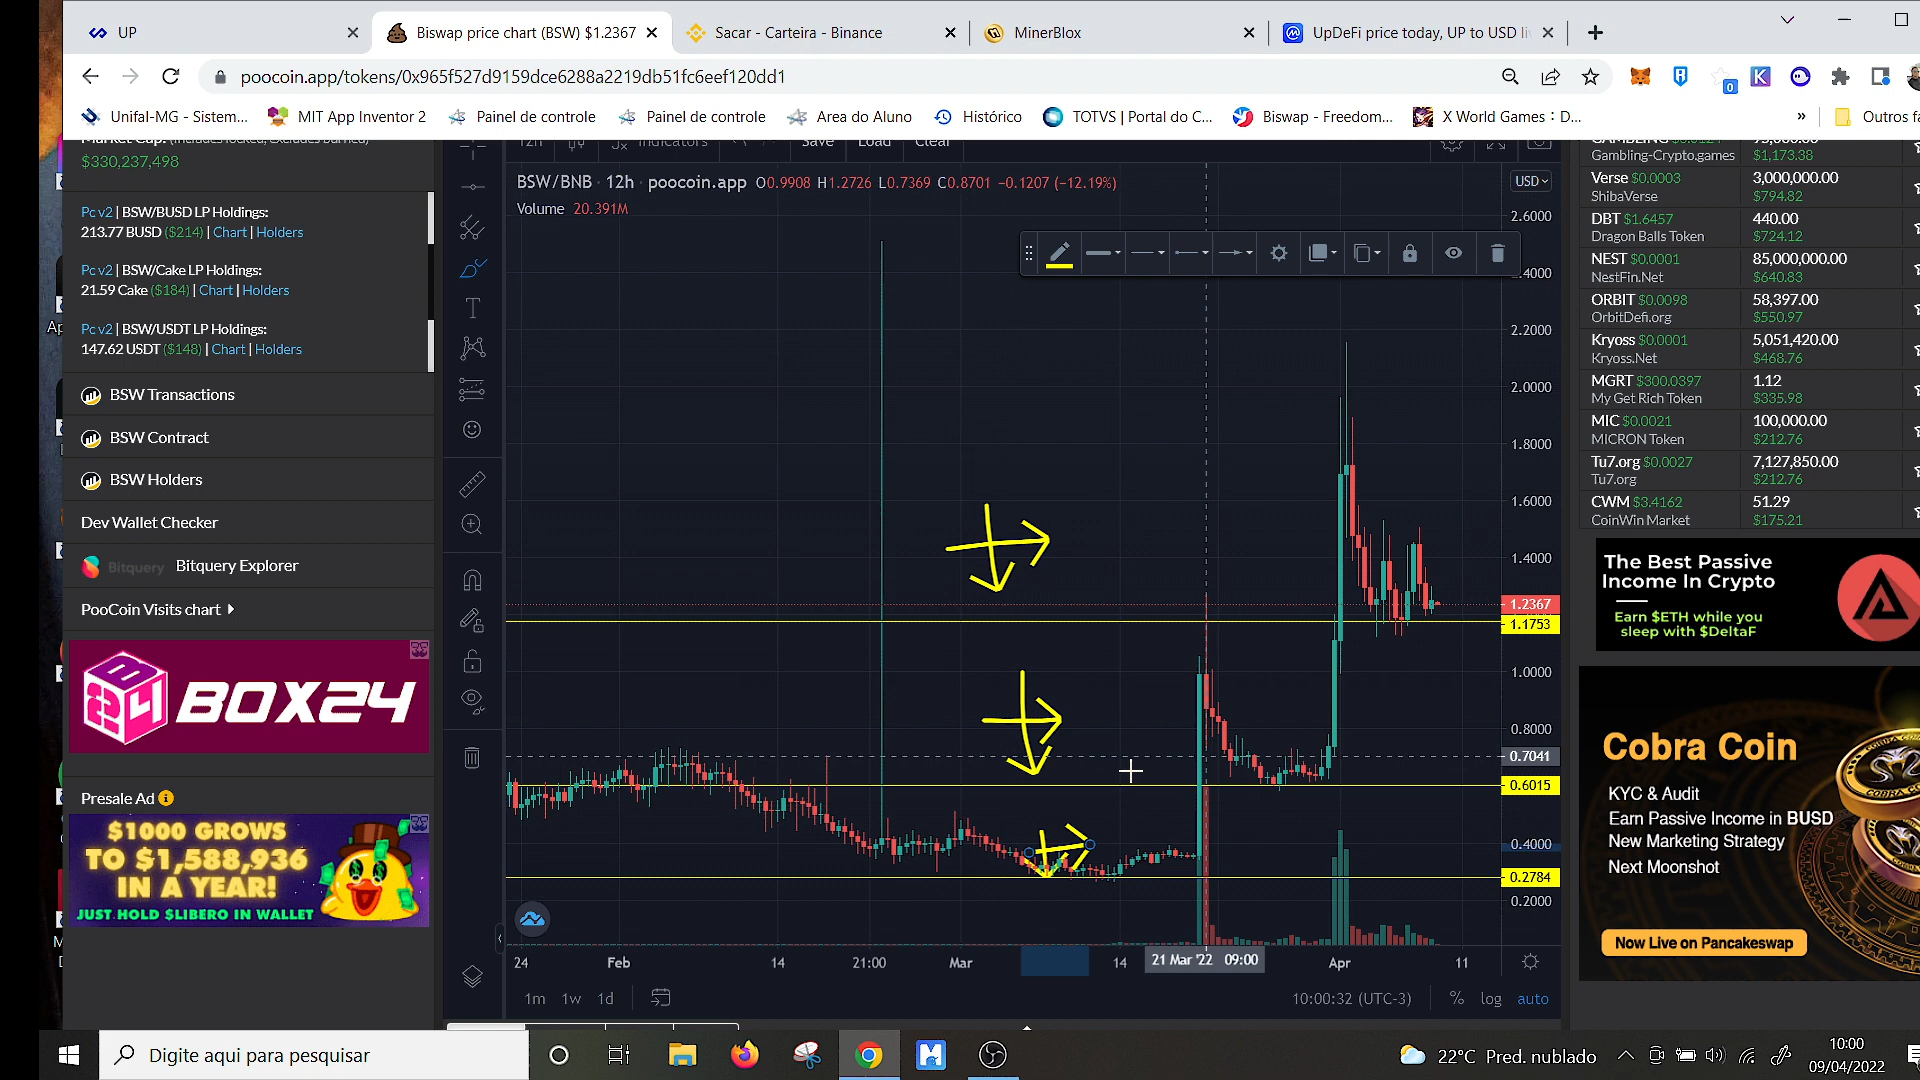 UP
Biswap price chart (BSW) $1.2367
Sacar - Carteira - Binance
MinerBlox
UpDeFi price today, UP to USD li
poocoin.app/tokens/0x965f527d9159dce6288a2219db51fc6eef120dd1
0
Unifal-MG - Sistem...
MIT App Inventor 2
Painel de controle
Painel de controle
Area do Aluno
Histórico
TOTVS | Portal do C...
Biswap - Freedom...
X World Games : D...
»
Outros fa
Market Cap: (Includes locked, excludes burned)
$330,237,498
Pc v2 | BSW/BUSD LP Holdings:
213.77 BUSD ($214) | Chart | Holders
Pc v2 | BSW/Cake LP Holdings:
21.59 Cake ($184) | Chart | Holders
Pc v2 | BSW/USDT LP Holdings:
147.62 USDT ($148) | Chart | Holders
BSW Transactions
BSW Contract
BSW Holders
Dev Wallet Checker
Bitquery
Bitquery Explorer
PooCoin Visits chart
BOX24
Presale Ad
$1000 GROWS
TO $1,588,936
IN A YEAR!
JUST HOLD $LIBERO IN WALLET
12h
Indicators
Save
Load
Clear
BSW/BNB · 12h · poocoin.app O0.9908 H1.2726 L0.7369 C0.8701 −0.1207 (−12.19%)
Volume 20.391M
USD
2.6000
2.4000
2.2000
2.0000
1.8000
1.6000
1.4000
1.2367
1.1753
1.0000
0.8000
0.7041
0.6015
0.4000
0.2784
0.2000
24
Feb
14
21:00
Mar
14
21 Mar '22 09:00
Apr
11
1m
1w
1d
10:00:32 (UTC-3)
%
log
auto
Gambling-Crypto.games $1,173.38
Verse $0.0003 3,000,000.00
ShibaVerse $794.82
DBT $1.6457 440.00
Dragon Balls Token $724.12
NEST $0.0001 85,000,000.00
NestFin.Net $640.83
ORBIT $0.0098 58,397.00
OrbitDefi.org $550.97
Kryoss $0.0001 5,051,420.00
Kryoss.Net $468.76
MGRT $300.0397 1.12
My Get Rich Token $335.98
MIC $0.0021 100,000.00
MICRON Token $212.76
Tu7.org $0.0027 7,127,850.00
Tu7.org $212.76
CWM $3.4162 51.29
CoinWin Market $175.21
The Best Passive
Income In Crypto
Earn $ETH while you
sleep with $DeltaF
Cobra Coin
KYC & Audit
Earn Passive Income in BUSD
New Marketing Strategy
Next Moonshot
Now Live on Pancakeswap
COBRA COIN
Digite aqui para pesquisar
22°C Pred. nublado
10:00
09/04/2022